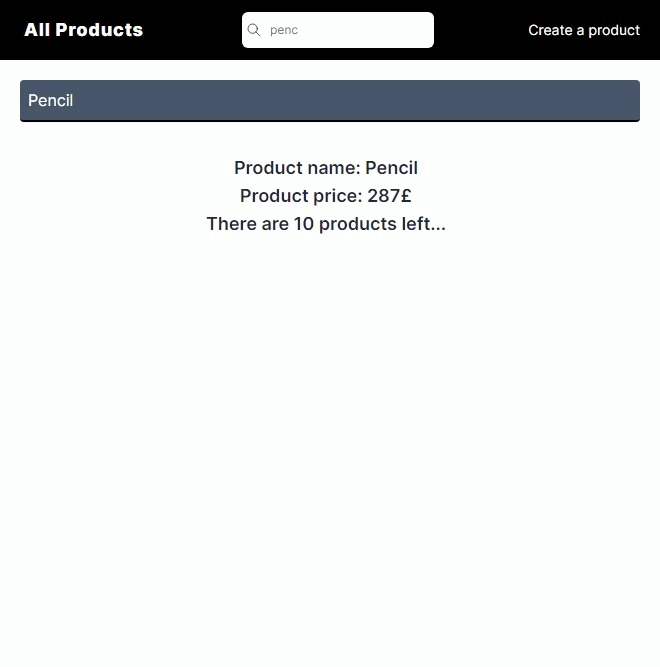 All Products
penc
Create a product
Pencil
Product name: Pencil
Product price: 287£
There are 10 products left...